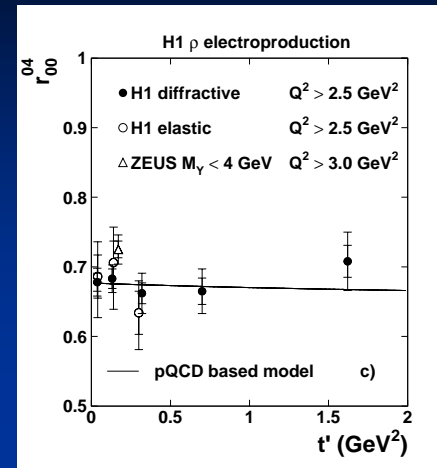 H1 ρ electroproduction
r⁰⁴₀₀
1
● H1 diffractive Q² > 2.5 GeV²
○ H1 elastic Q² > 2.5 GeV²
0.9
△ ZEUS M_Y < 4 GeV Q² > 3.0 GeV²
0.8
0.7
0.6
— pQCD based model c)
0.5
0 0.5 1 1.5 2
t' (GeV²)